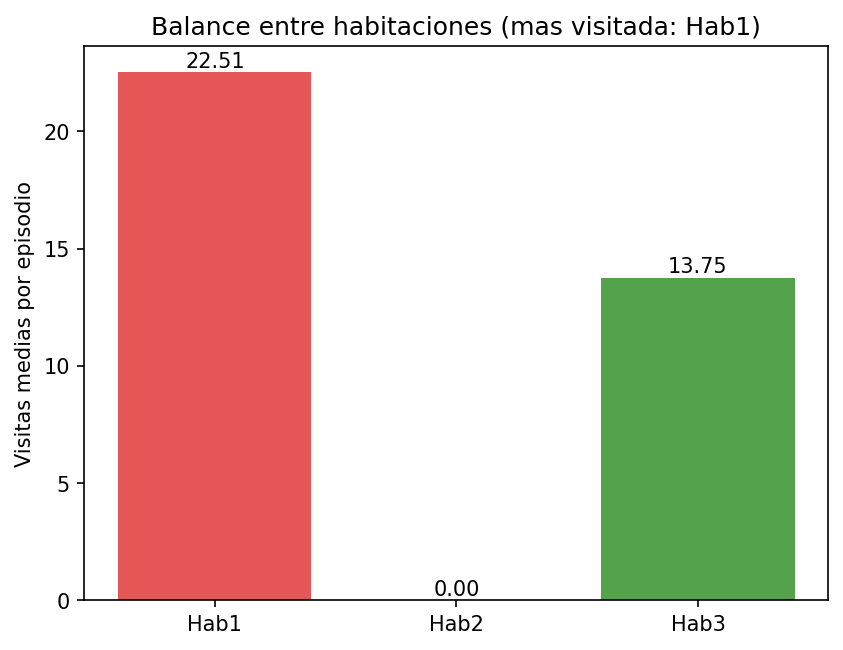 Balance entre habitaciones (mas visitada: Hab1)
Visitas medias por episodio
20
15
10
5
0
22.51
0.00
13.75
Hab1
Hab2
Hab3